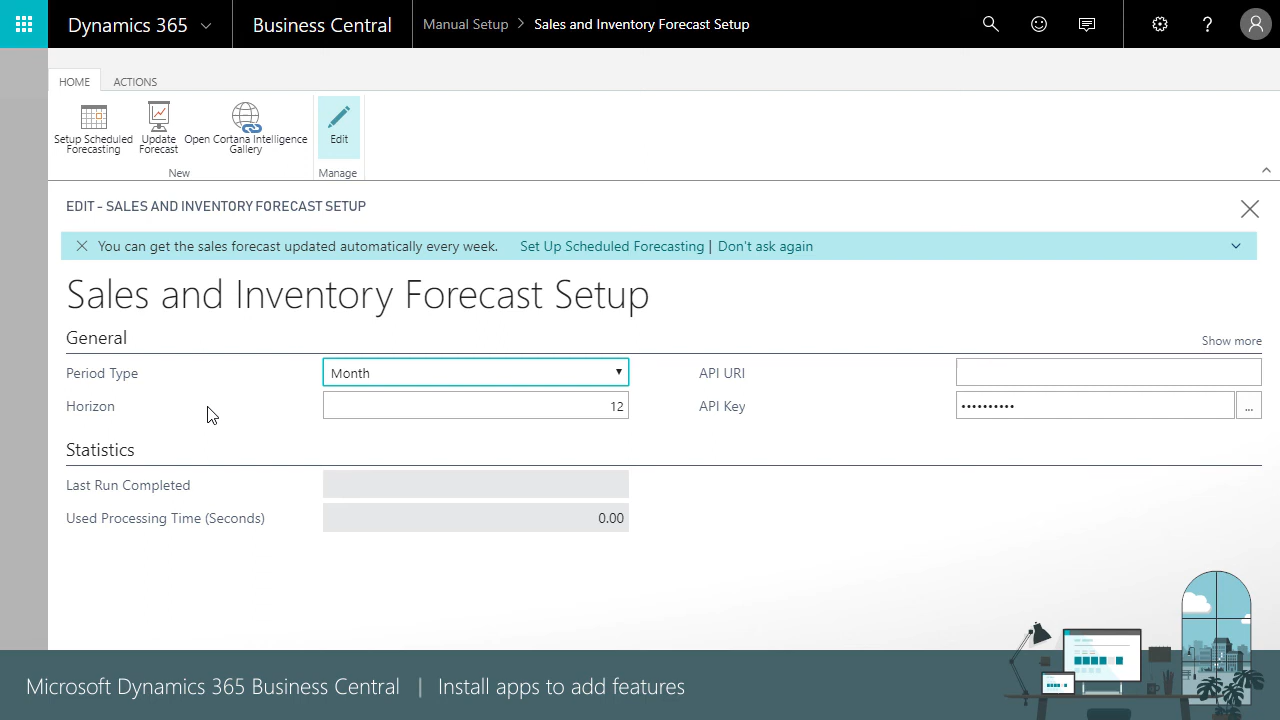 Dynamics 365
Business Central
Manual Setup > Sales and Inventory Forecast Setup
HOME
ACTIONS
Setup Scheduled
Forecasting
Update
Forecast
Open Cortana Intelligence
Gallery
Edit
New
Manage
EDIT - SALES AND INVENTORY FORECAST SETUP
You can get the sales forecast updated automatically every week. Set Up Scheduled Forecasting | Don't ask again
Sales and Inventory Forecast Setup
General
Show more
Period Type
Month
API URI
Horizon
12
API Key
••••••••••
...
Statistics
Last Run Completed
Used Processing Time (Seconds)
0.00
Microsoft Dynamics 365 Business Central | Install apps to add features